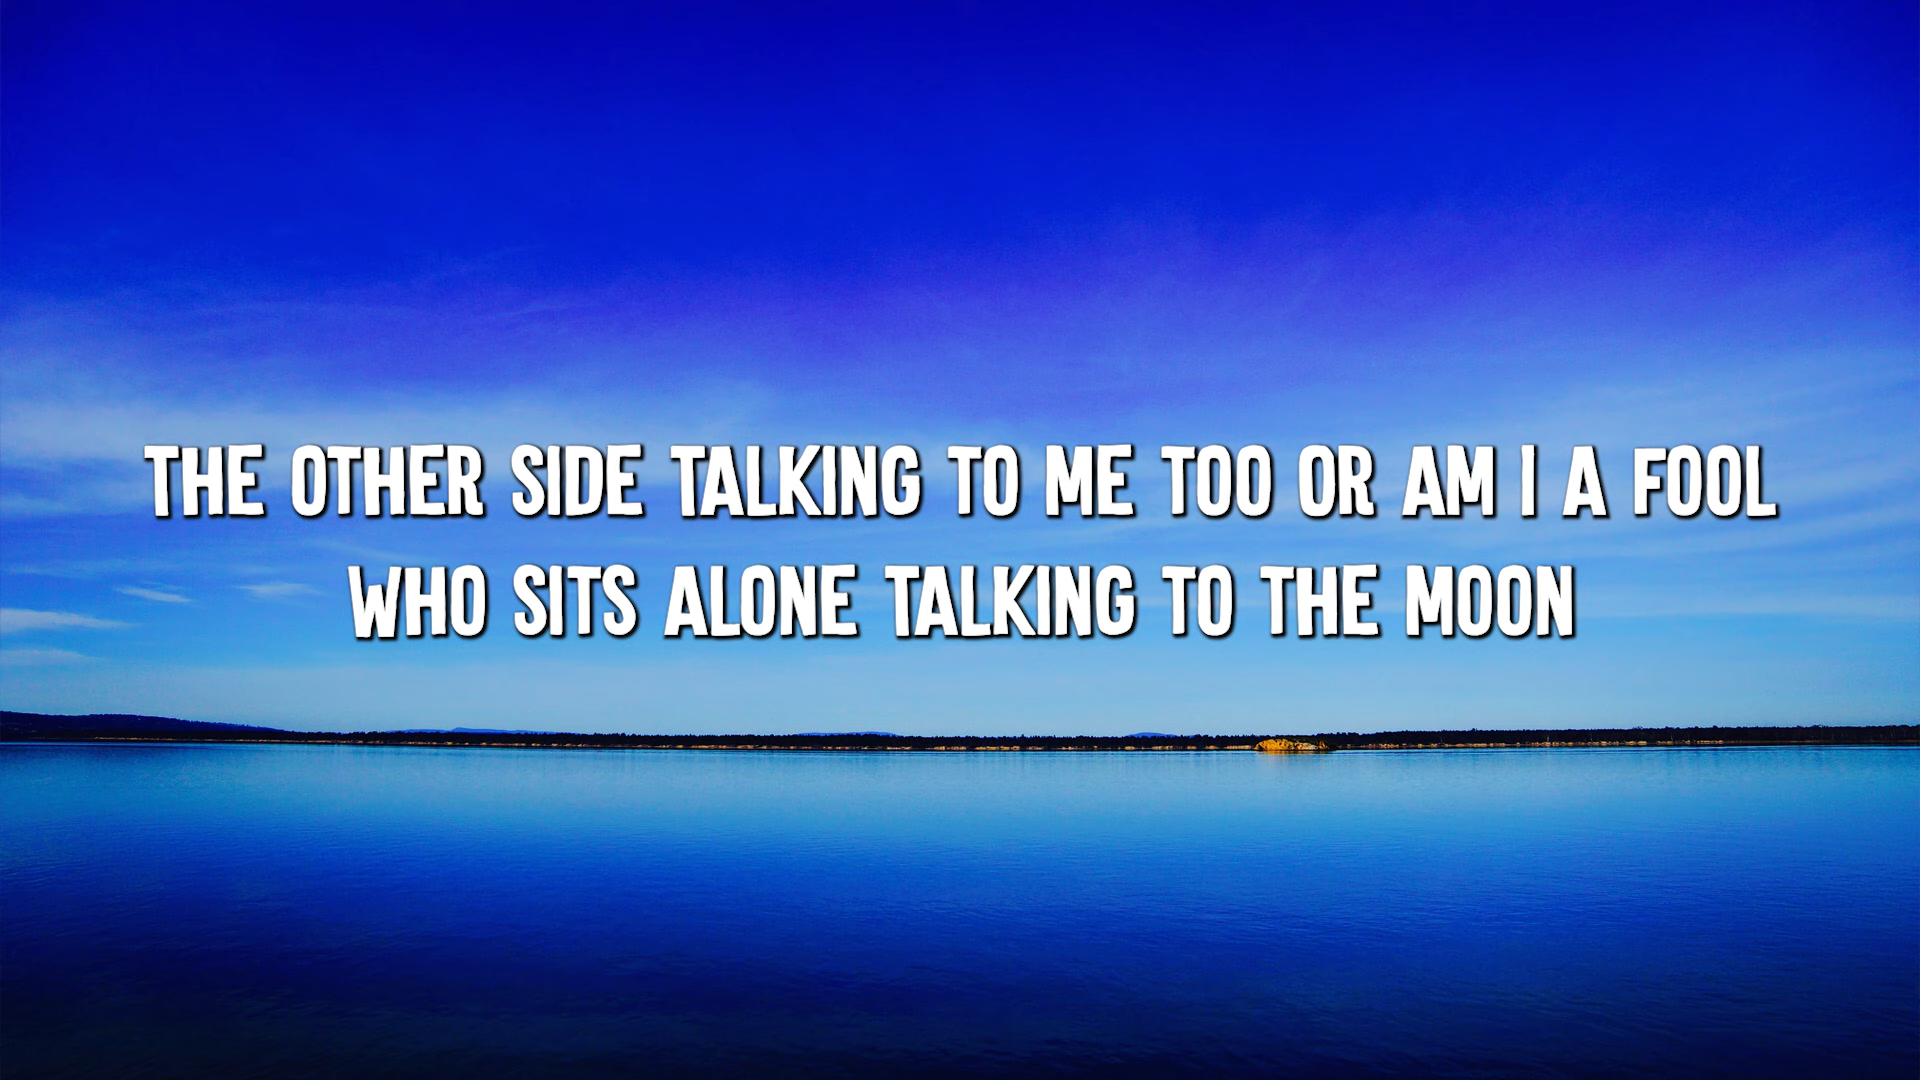 THE OTHER SIDE TALKING TO ME TOO OR AM I A FOOL
WHO SITS ALONE TALKING TO THE MOON